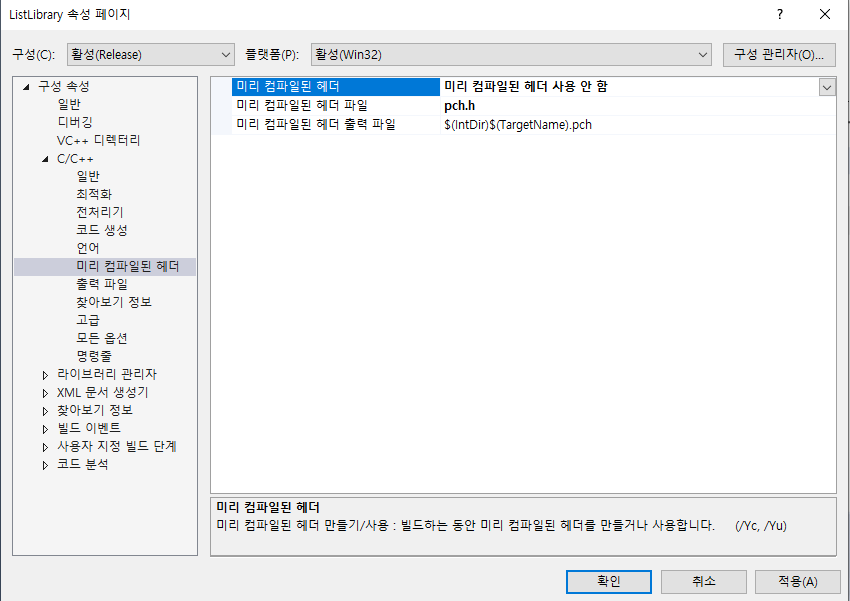 ListLibrary 속성 페이지
구성(C): 활성(Release) 플랫폼(P): 활성(Win32) 구성 관리자(O)...
구성 속성
일반
디버깅
VC++ 디렉터리
C/C++
일반
최적화
전처리기
코드 생성
언어
미리 컴파일된 헤더
출력 파일
찾아보기 정보
고급
모든 옵션
명령줄
라이브러리 관리자
XML 문서 생성기
찾아보기 정보
빌드 이벤트
사용자 지정 빌드 단계
코드 분석
미리 컴파일된 헤더 미리 컴파일된 헤더 사용 안 함
미리 컴파일된 헤더 파일 pch.h
미리 컴파일된 헤더 출력 파일 $(IntDir)$(TargetName).pch
미리 컴파일된 헤더
미리 컴파일된 헤더 만들기/사용 : 빌드하는 동안 미리 컴파일된 헤더를 만들거나 사용합니다. (/Yc, /Yu)
확인 취소 적용(A)